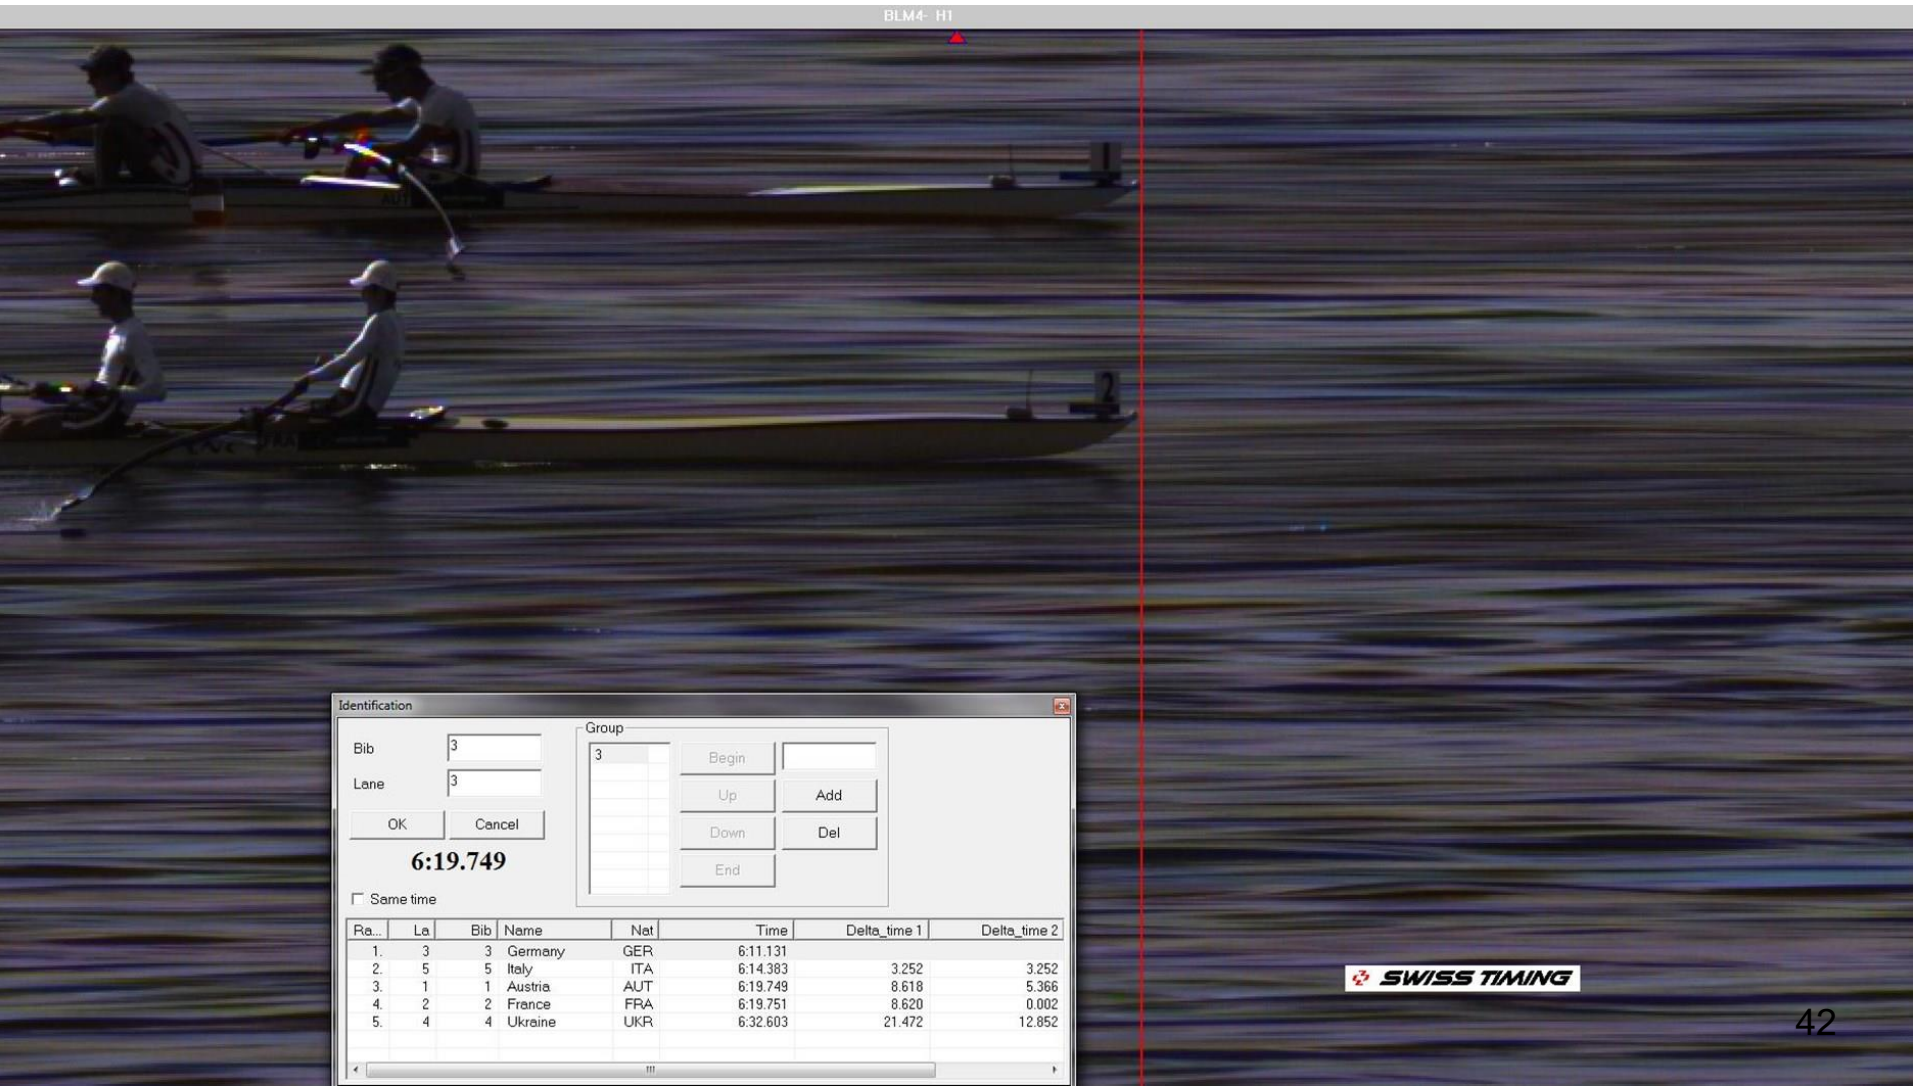 BLM4- H1
1
AUT
2
FRA
Identification
Bib
3
Lane
3
OK
Cancel
6:19.749
Same time
Group
3
Begin
Up
Add
Down
Del
End
Ra... La Bib Name Nat Time Delta_time 1 Delta_time 2
1. 3 3 Germany GER 6:11.131
2. 5 5 Italy ITA 6:14.383 3.252 3.252
3. 1 1 Austria AUT 6:19.749 8.618 5.366
4. 2 2 France FRA 6:19.751 8.620 0.002
5. 4 4 Ukraine UKR 6:32.603 21.472 12.852
SWISS TIMING
42